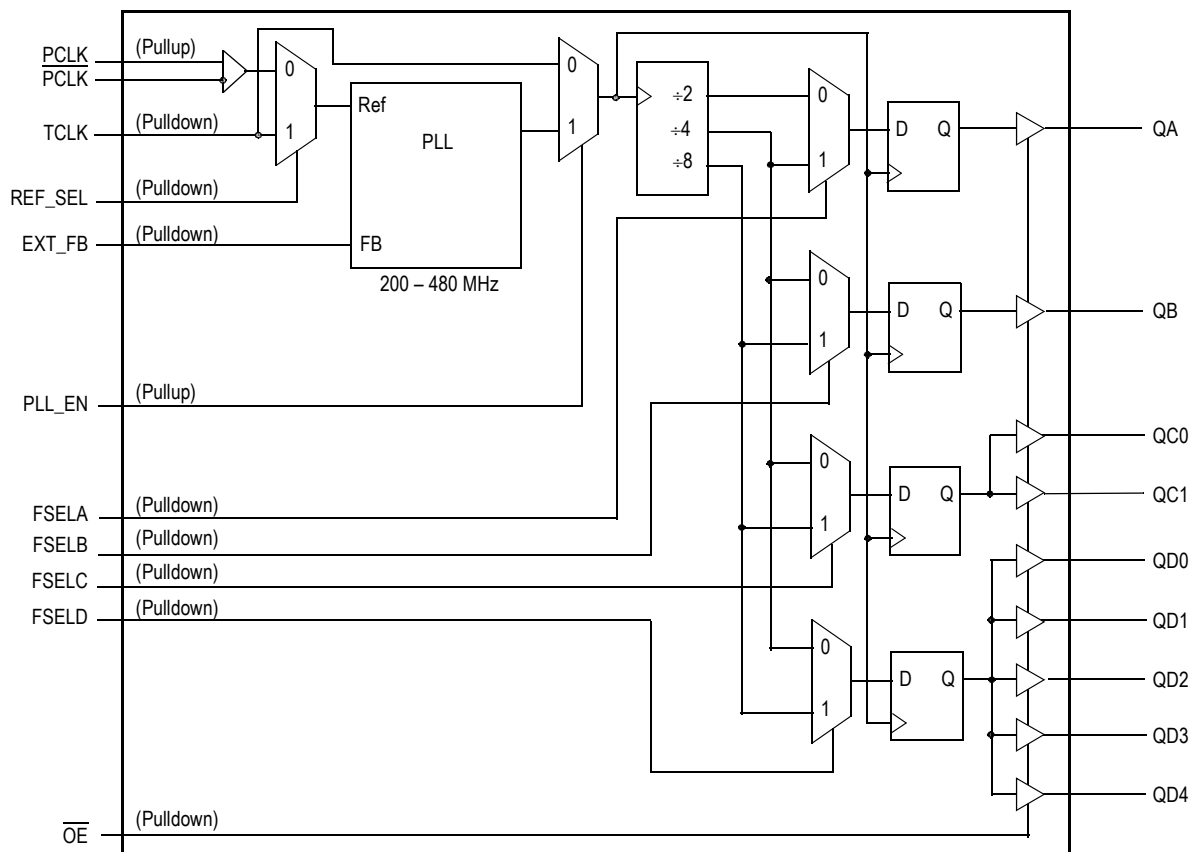 PCLK (Pullup)
PCLK
TCLK (Pulldown)
REF_SEL (Pulldown)
EXT_FB (Pulldown)
PLL_EN (Pullup)
FSELA (Pulldown)
FSELB (Pulldown)
FSELC (Pulldown)
FSELD (Pulldown)
OE (Pulldown)
0
1
Ref
PLL
FB
200 – 480 MHz
0
1
÷2
÷4
÷8
0
1
D Q
QA
0
1
D Q
QB
0
1
D Q
QC0
QC1
0
1
D Q
QD0
QD1
QD2
QD3
QD4